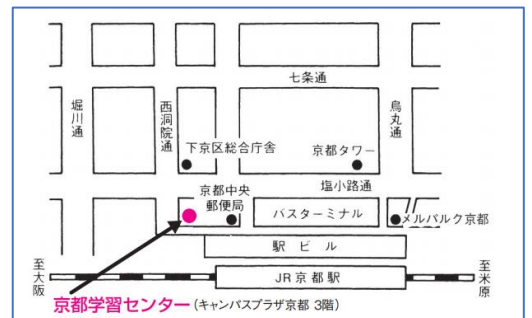 七条通
堀川通
西洞院通
烏丸通
下京区総合庁舎
京都タワー
塩小路通
京都中央
郵便局
バスターミナル
メルパルク京都
駅ビル
至大阪
JR京都駅
至米原
京都学習センター(キャンパスプラザ京都 3階)